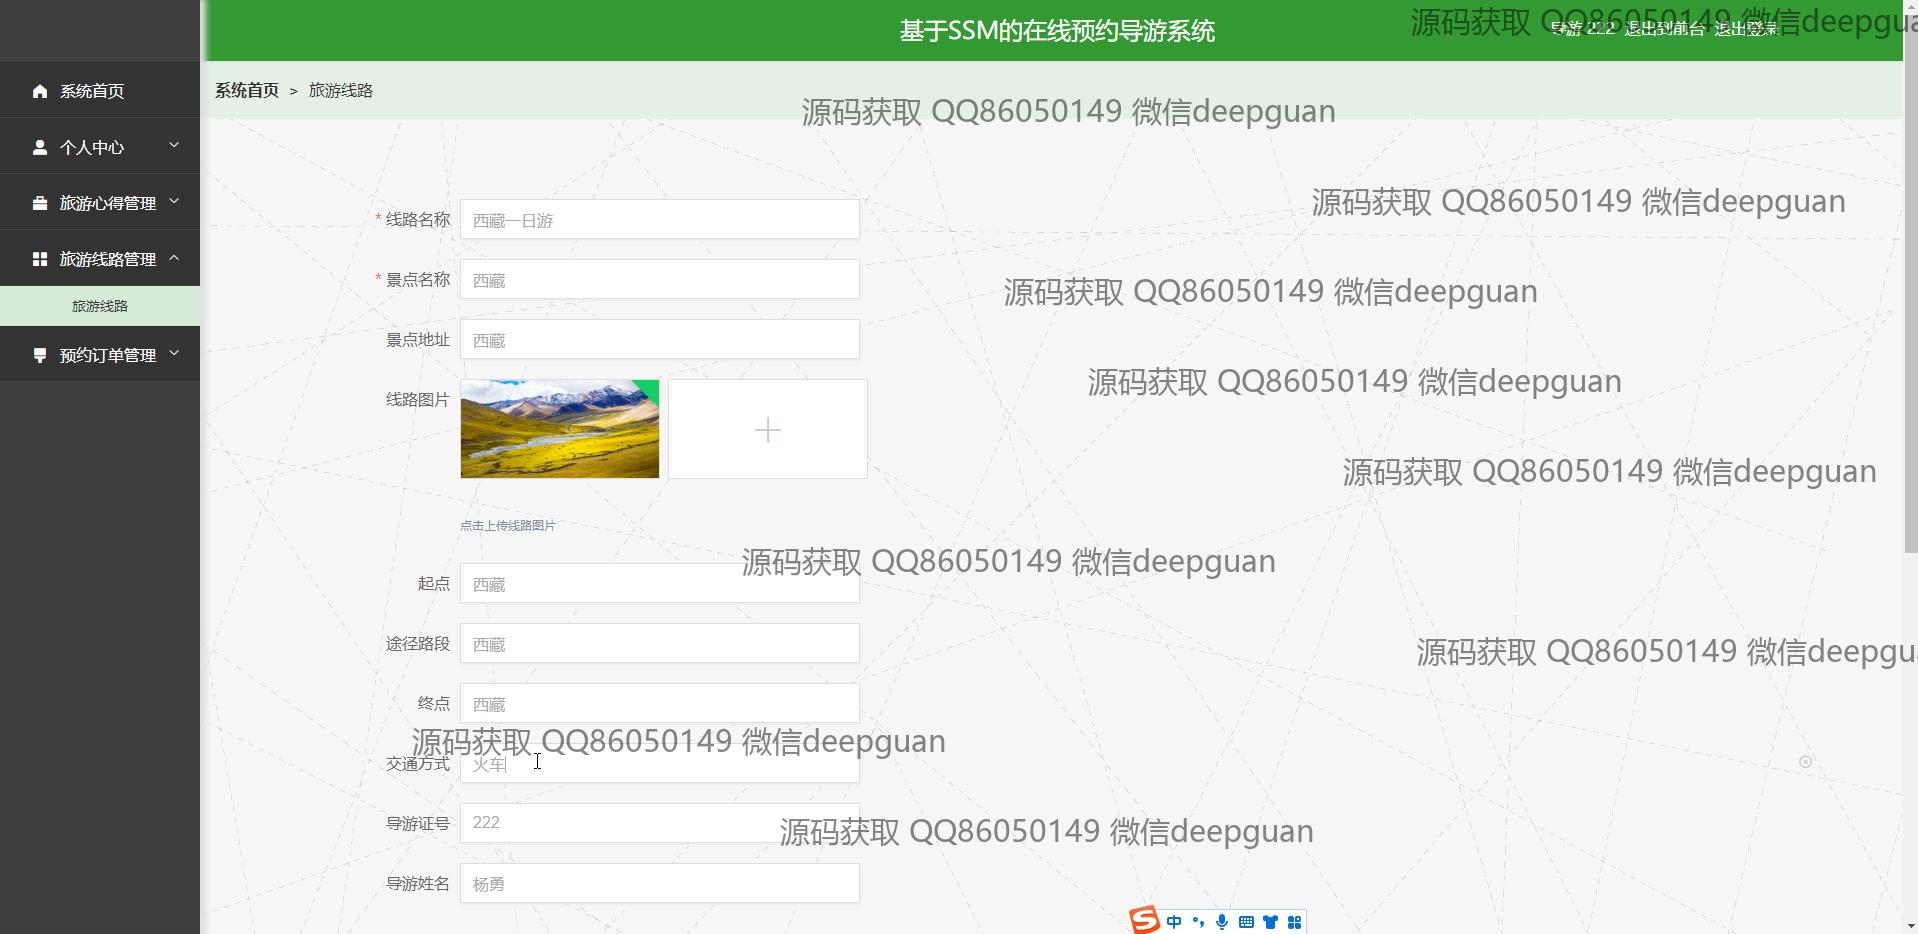 基于SSM的在线预约导游系统
导游 222 退出到前台 退出登录
源码获取 QQ86050149 微信deepgua
系统首页
个人中心
旅游心得管理
旅游线路管理
旅游线路
预约订单管理
系统首页 > 旅游线路
源码获取 QQ86050149 微信deepguan
源码获取 QQ86050149 微信deepguan
* 线路名称 西藏一日游
* 景点名称 西藏
源码获取 QQ86050149 微信deepguan
景点地址 西藏
源码获取 QQ86050149 微信deepguan
线路图片
源码获取 QQ86050149 微信deepguan
点击上传线路图片
源码获取 QQ86050149 微信deepguan
起点 西藏
途径路段 西藏
源码获取 QQ86050149 微信deepgu
终点 西藏
源码获取 QQ86050149 微信deepguan
交通方式 火车
导游证号 222
源码获取 QQ86050149 微信deepguan
导游姓名 杨勇
中